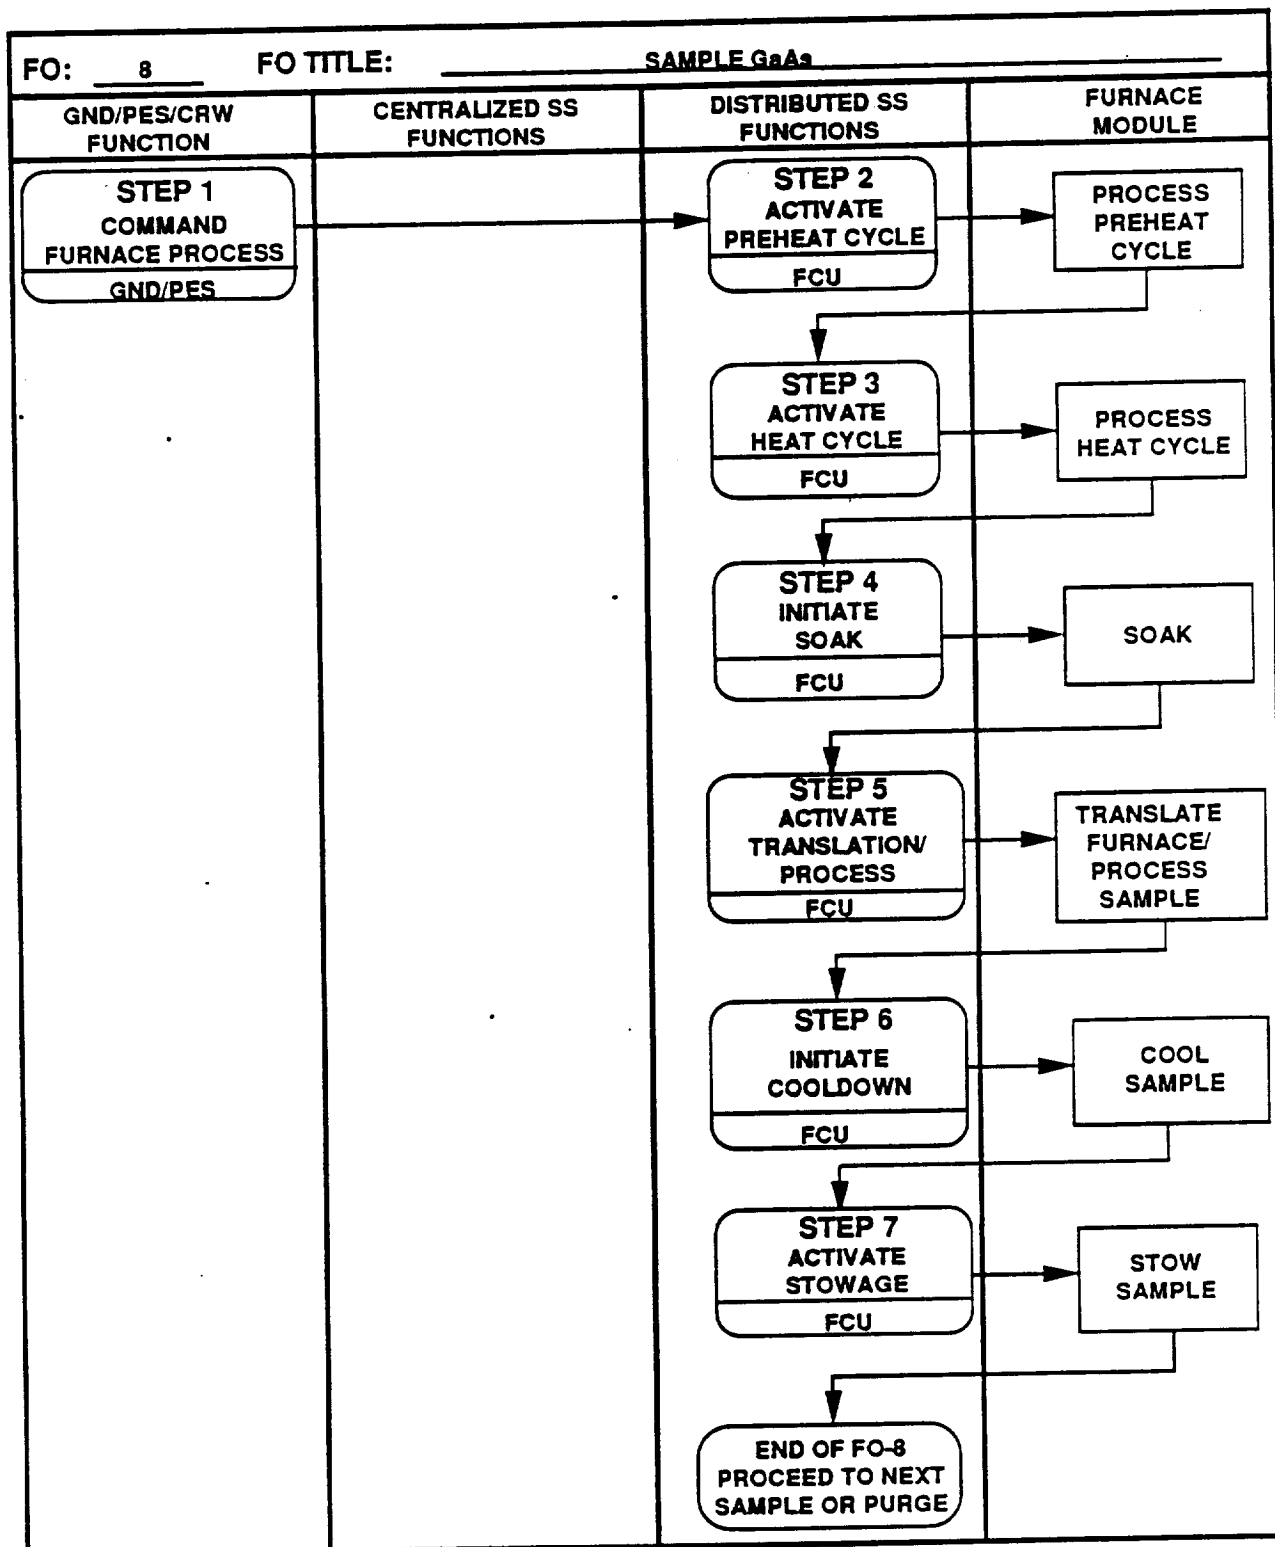 FO: 8 FO TITLE: SAMPLE GaAs
GND/PES/CRW
FUNCTION
CENTRALIZED SS
FUNCTIONS
DISTRIBUTED SS
FUNCTIONS
FURNACE
MODULE
STEP 1
COMMAND
FURNACE PROCESS
GND/PES
STEP 2
ACTIVATE
PREHEAT CYCLE
FCU
PROCESS
PREHEAT
CYCLE
STEP 3
ACTIVATE
HEAT CYCLE
FCU
PROCESS
HEAT CYCLE
STEP 4
INITIATE
SOAK
FCU
SOAK
STEP 5
ACTIVATE
TRANSLATION/
PROCESS
FCU
TRANSLATE
FURNACE/
PROCESS
SAMPLE
STEP 6
INITIATE
COOLDOWN
FCU
COOL
SAMPLE
STEP 7
ACTIVATE
STOWAGE
FCU
STOW
SAMPLE
END OF FO-8
PROCEED TO NEXT
SAMPLE OR PURGE